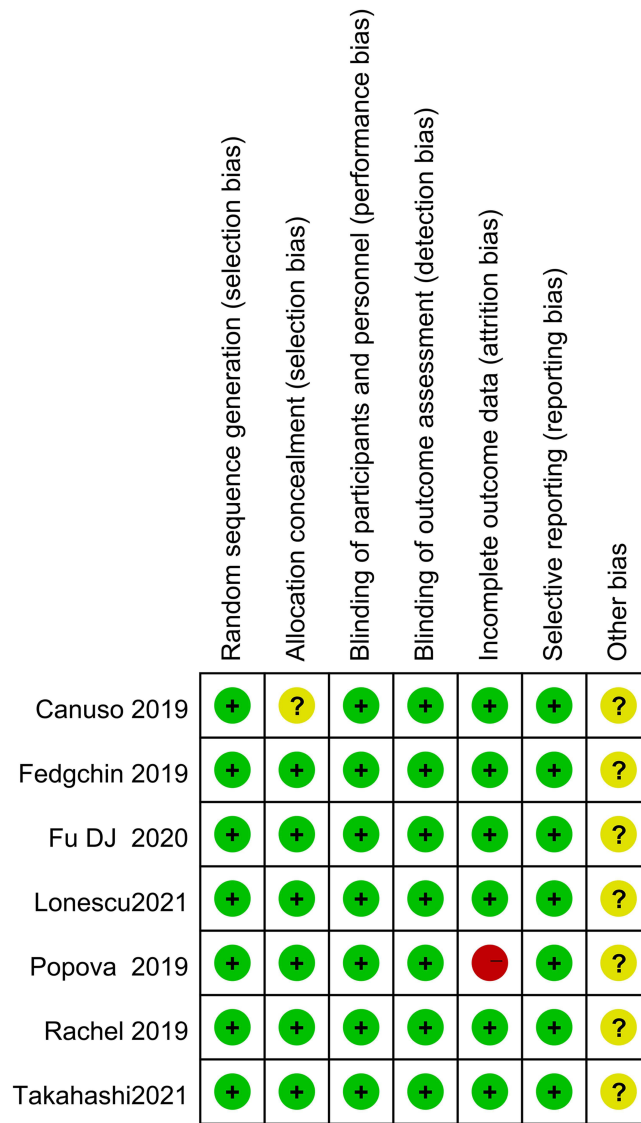 Random sequence generation (selection bias)
Allocation concealment (selection bias)
Blinding of participants and personnel (performance bias)
Blinding of outcome assessment (detection bias)
Incomplete outcome data (attrition bias)
Selective reporting (reporting bias)
Other bias
Canuso 2019 + ? + + + + ?
Fedgchin 2019 + + + + + + ?
Fu DJ 2020 + + + + + + ?
Lonescu2021 + + + + + + ?
Popova 2019 + + + + – + ?
Rachel 2019 + + + + + + ?
Takahashi2021 + + + + + + ?